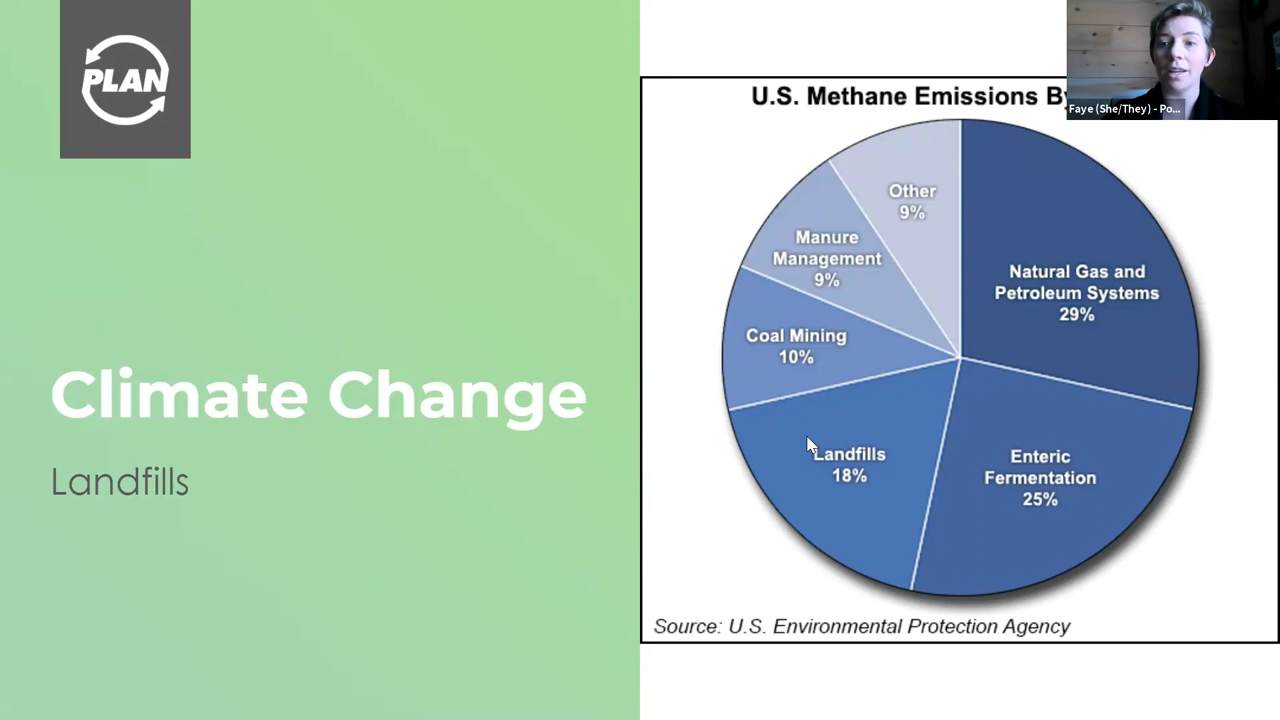 PLAN
Climate Change
Landfills
U.S. Methane Emissions By
Faye (She/They) - Po...
Other
9%
Manure
Management
9%
Natural Gas and
Petroleum Systems
29%
Coal Mining
10%
Landfills
18%
Enteric
Fermentation
25%
Source: U.S. Environmental Protection Agency